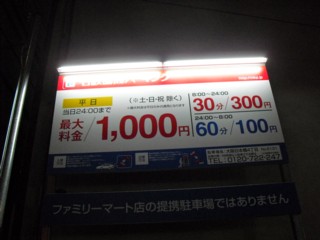 平日
当日24:00まで
(※土・日・祝 除く)
最大
料金
1,000円
8:00~24:00
30分/300円
24:00~8:00
60分/100円
ファミリーマート店の提携駐車場ではありません